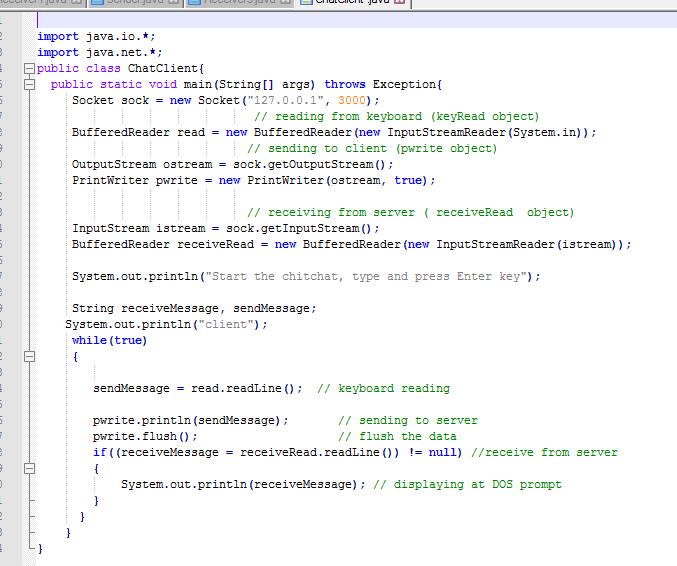 Sender.java
Receiver3.java
ChatClient.java
import java.io.*;
import java.net.*;
public class ChatClient{
public static void main(String[] args) throws Exception{
Socket sock = new Socket("127.0.0.1", 3000);
// reading from keyboard (keyRead object)
BufferedReader read = new BufferedReader(new InputStreamReader(System.in));
// sending to client (pwrite object)
OutputStream ostream = sock.getOutputStream();
PrintWriter pwrite = new PrintWriter(ostream, true);
// receiving from server ( receiveRead  object)
InputStream istream = sock.getInputStream();
BufferedReader receiveRead = new BufferedReader(new InputStreamReader(istream));
System.out.println("Start the chitchat, type and press Enter key");
String receiveMessage, sendMessage;
System.out.println("client");
while(true)
{
sendMessage = read.readLine();  // keyboard reading
pwrite.println(sendMessage);       // sending to server
pwrite.flush();                    // flush the data
if((receiveMessage = receiveRead.readLine()) != null) //receive from server
{
System.out.println(receiveMessage); // displaying at DOS prompt
}
}
}
}